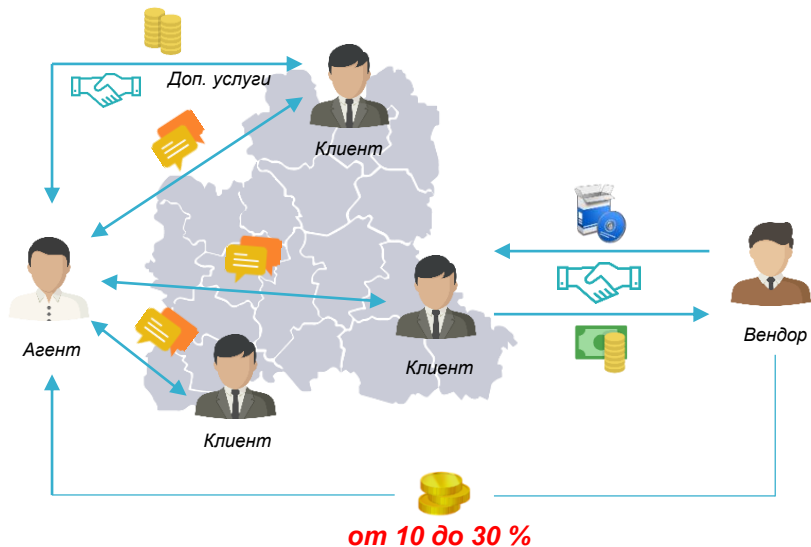 Доп. услуги
Клиент
Агент
Клиент
Вендор
Клиент
от 10 до 30 %